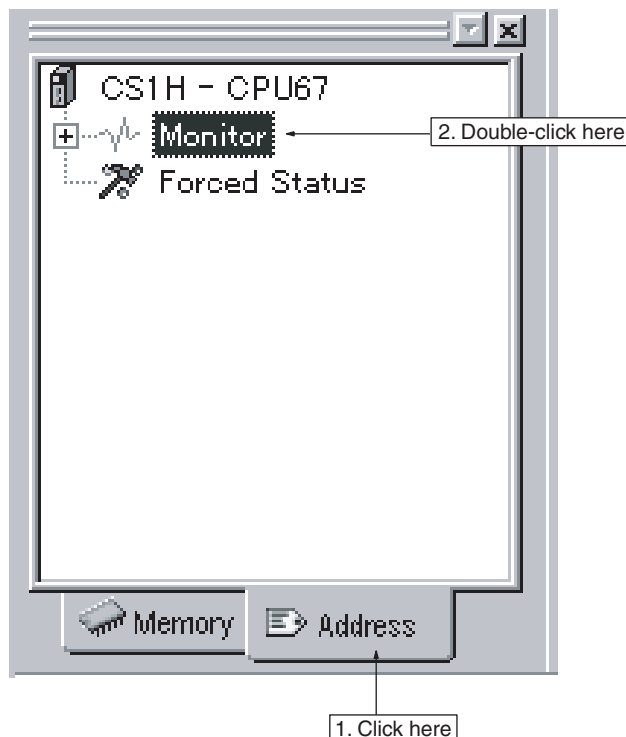 CS1H - CPU67
Monitor
2. Double-click here
Forced Status
Memory
Address
1. Click here